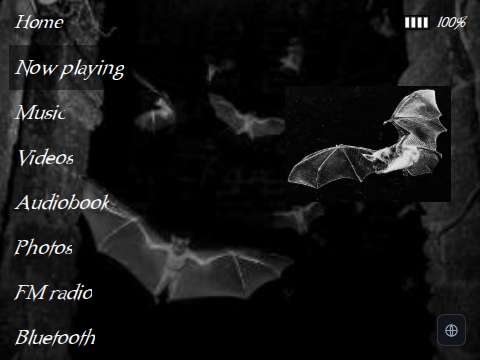 Home
100%
Now playing
Music
Videos
Audiobook
Photos
FM radio
Bluetooth